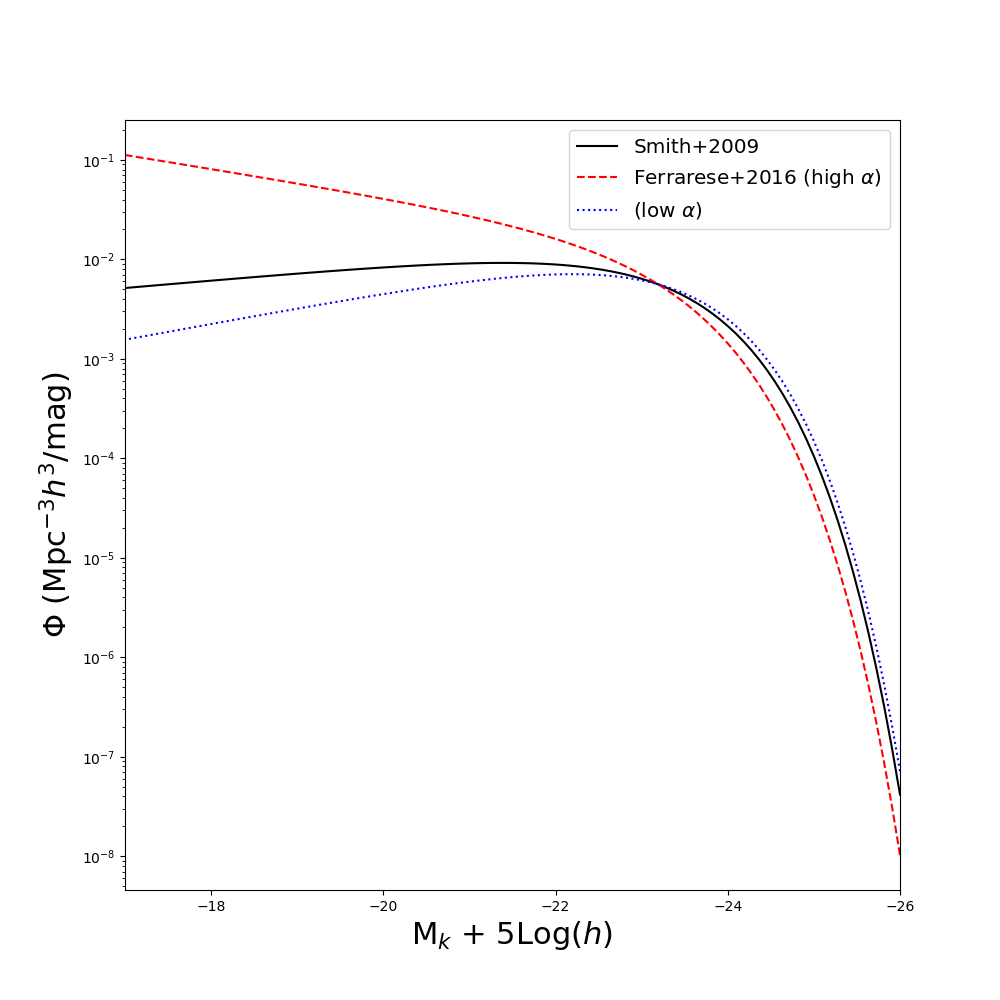 Smith+2009
Ferrarese+2016 (high α)
(low α)
Φ (Mpc⁻³h³/mag)
10⁻¹
10⁻²
10⁻³
10⁻⁴
10⁻⁵
10⁻⁶
10⁻⁷
10⁻⁸
−18 −20 −22 −24 −26
Mₖ + 5Log(h)